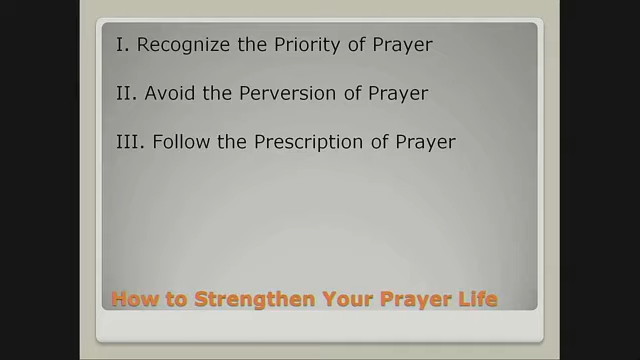 I. Recognize the Priority of Prayer
II. Avoid the Perversion of Prayer
III. Follow the Prescription of Prayer
How to Strengthen Your Prayer Life